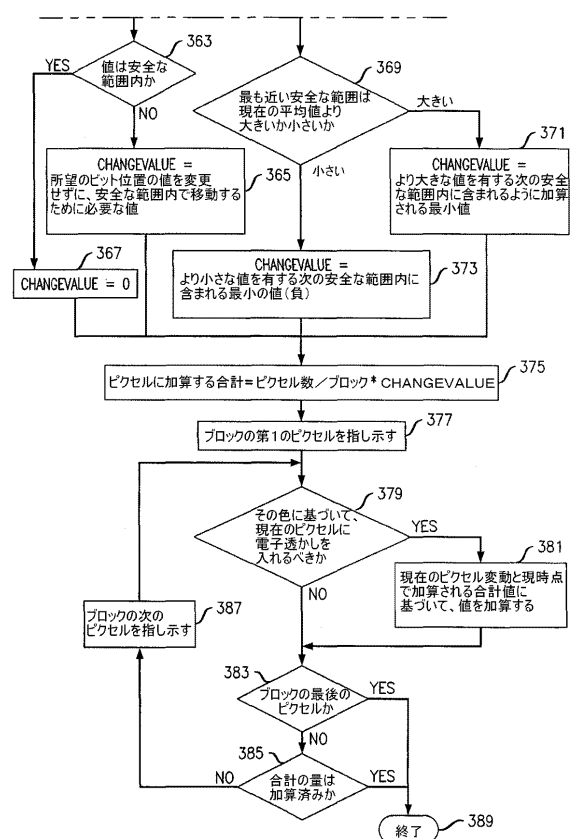 363
値は安全な
範囲内か
YES
NO
369
最も近い安全な範囲は
現在の平均値より
大きいか小さいか
大きい
小さい
CHANGEVALUE =
所望のビット位置の値を変更
せずに、安全な範囲内で移動する
ために必要な値
365
371
CHANGEVALUE =
より大きな値を有する次の安全
な範囲内に含まれるように加算
される最小値
367
CHANGEVALUE = 0
CHANGEVALUE =
より小さな値を有する次の安全な範囲内に
含まれる最小の値(負)
373
ピクセルに加算する合計=ピクセル数/ブロック* CHANGEVALUE
375
377
ブロックの第1のピクセルを指し示す
379
その色に基づいて、
現在のピクセルに
電子透かしを
入れるべきか
YES
NO
381
現在のピクセル変動と現時点
で加算される合計値に
基づいて、値を加算する
ブロックの次の
ピクセルを指し示す
387
383
ブロックの最後の
ピクセルか
YES
NO
385
合計の量は
加算済みか
NO
YES
終了
389